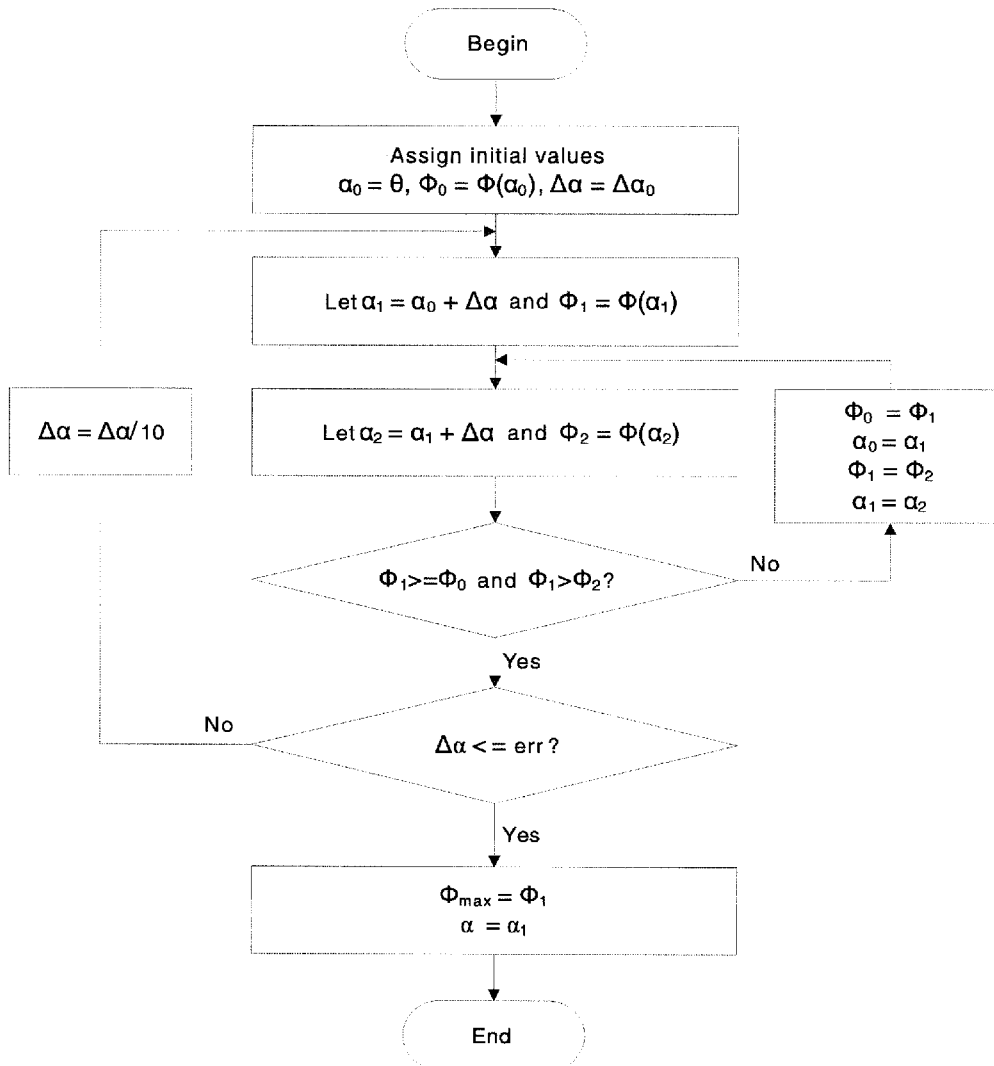 Begin
Assign initial values
α₀ = θ, Φ₀ = Φ(α₀), Δα = Δα₀
Let α₁ = α₀ + Δα and Φ₁ = Φ(α₁)
Δα = Δα/10
Let α₂ = α₁ + Δα and Φ₂ = Φ(α₂)
Φ₀ = Φ₁
α₀ = α₁
Φ₁ = Φ₂
α₁ = α₂
Φ₁>=Φ₀ and Φ₁>Φ₂?
No
Yes
No
Δα < = err ?
Yes
Φmax = Φ₁
α = α₁
End